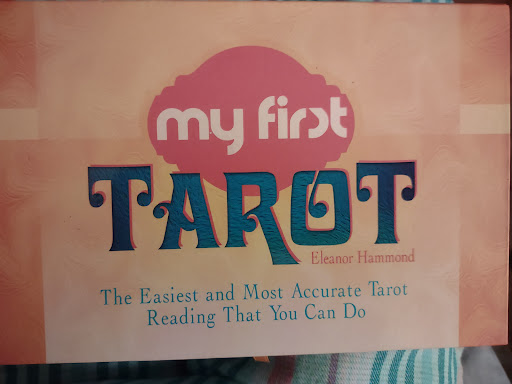 my first
TAROT
Eleanor Hammond
The Easiest and Most Accurate Tarot
Reading That You Can Do